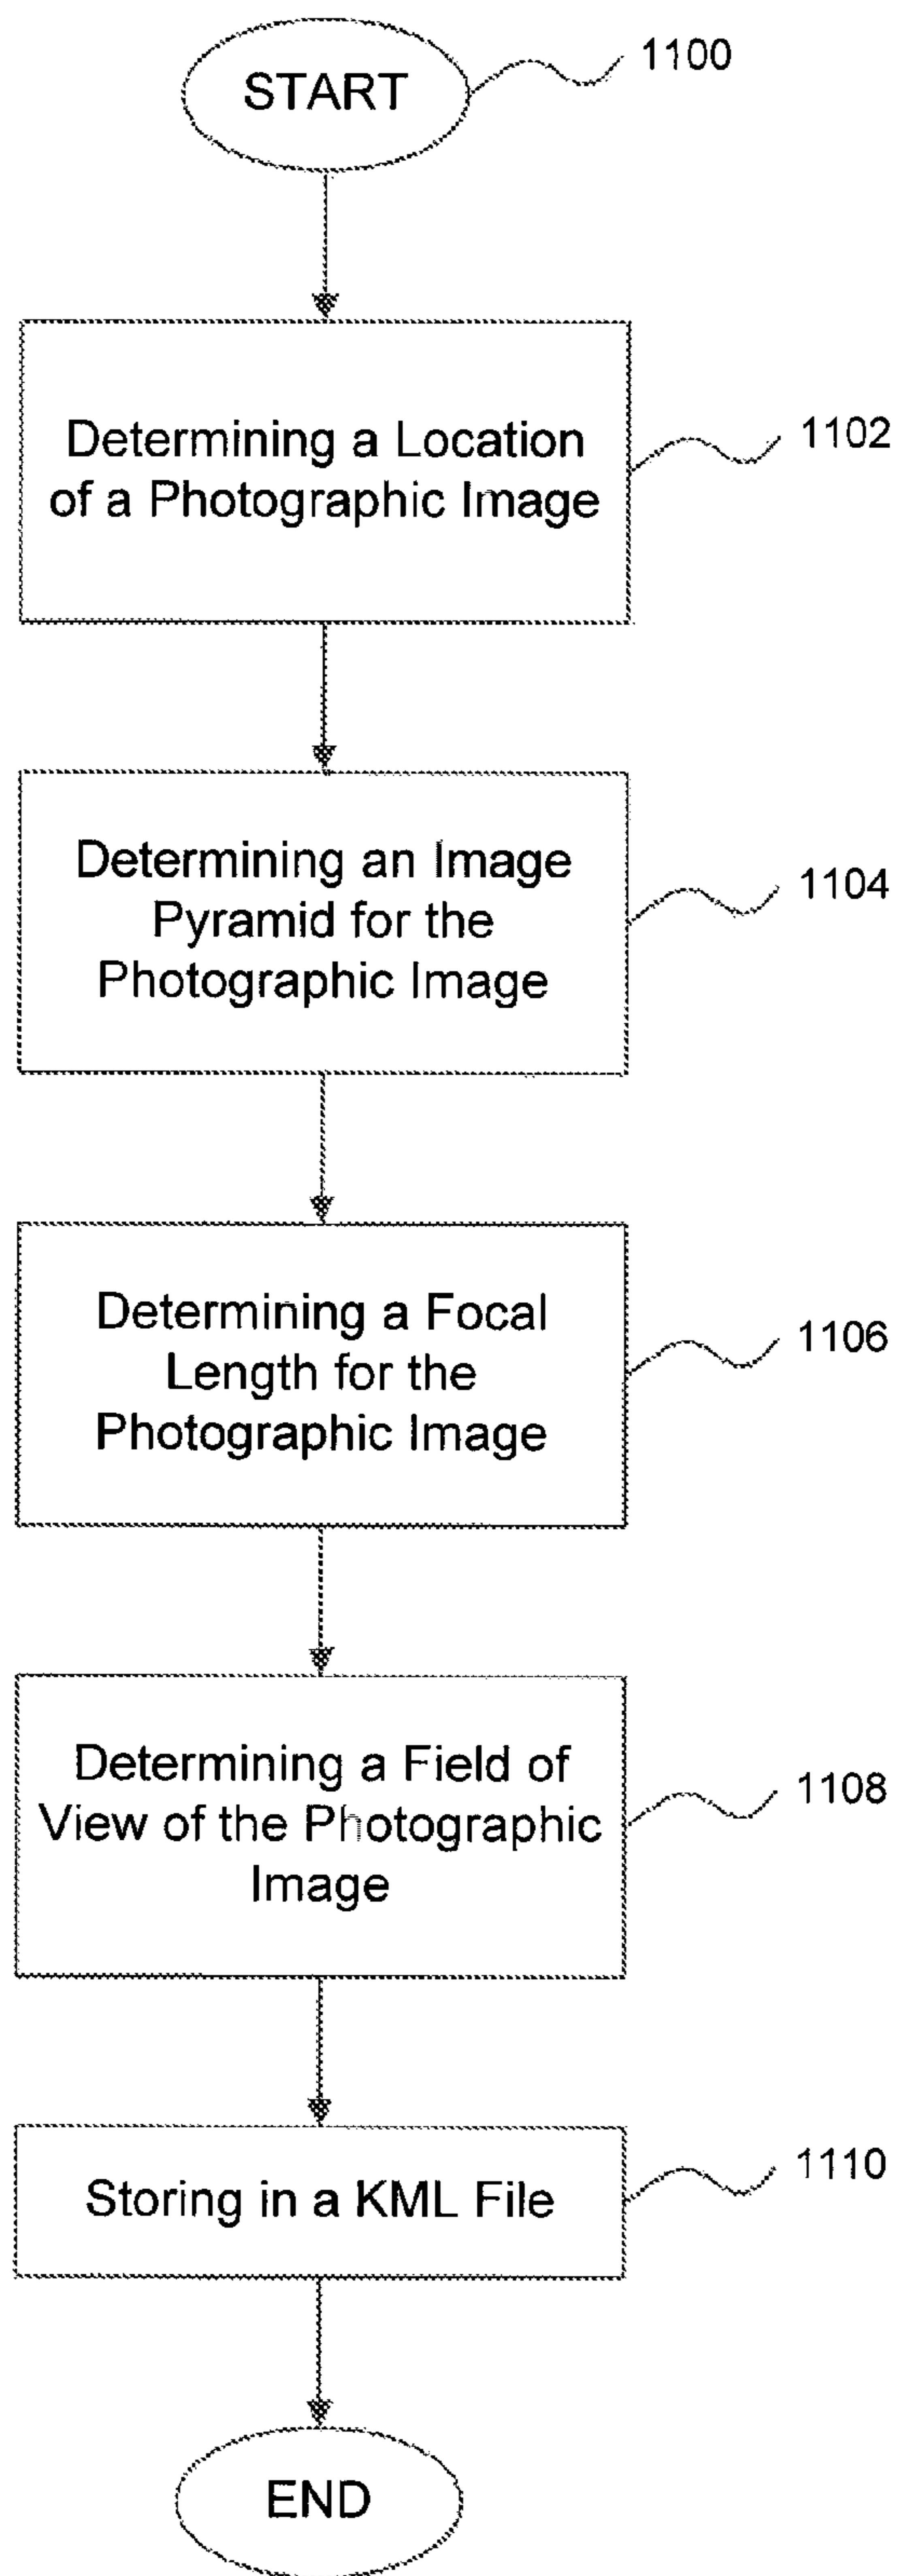 START
1100
Determining a Location
of a Photographic Image
1102
Determining an Image
Pyramid for the
Photographic Image
1104
Determining a Focal
Length for the
Photographic Image
1106
Determining a Field of
View of the Photographic
Image
1108
Storing in a KML File
1110
END